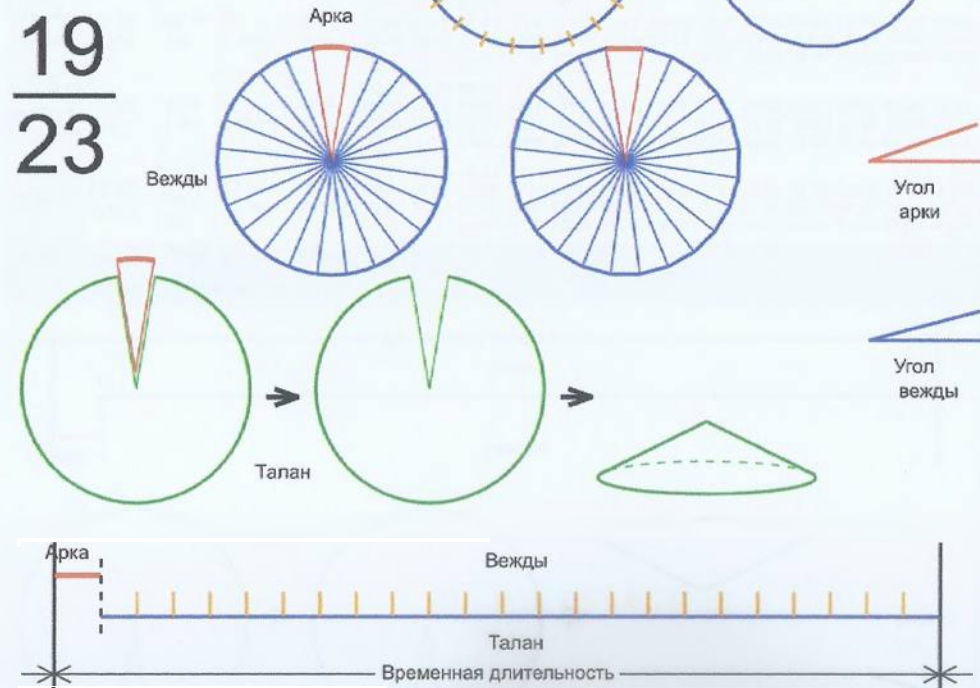 19
23
Арка
Вежды
Угол
арки
Угол
вежды
Талан
Арка
Вежды
Талан
Временная длительность